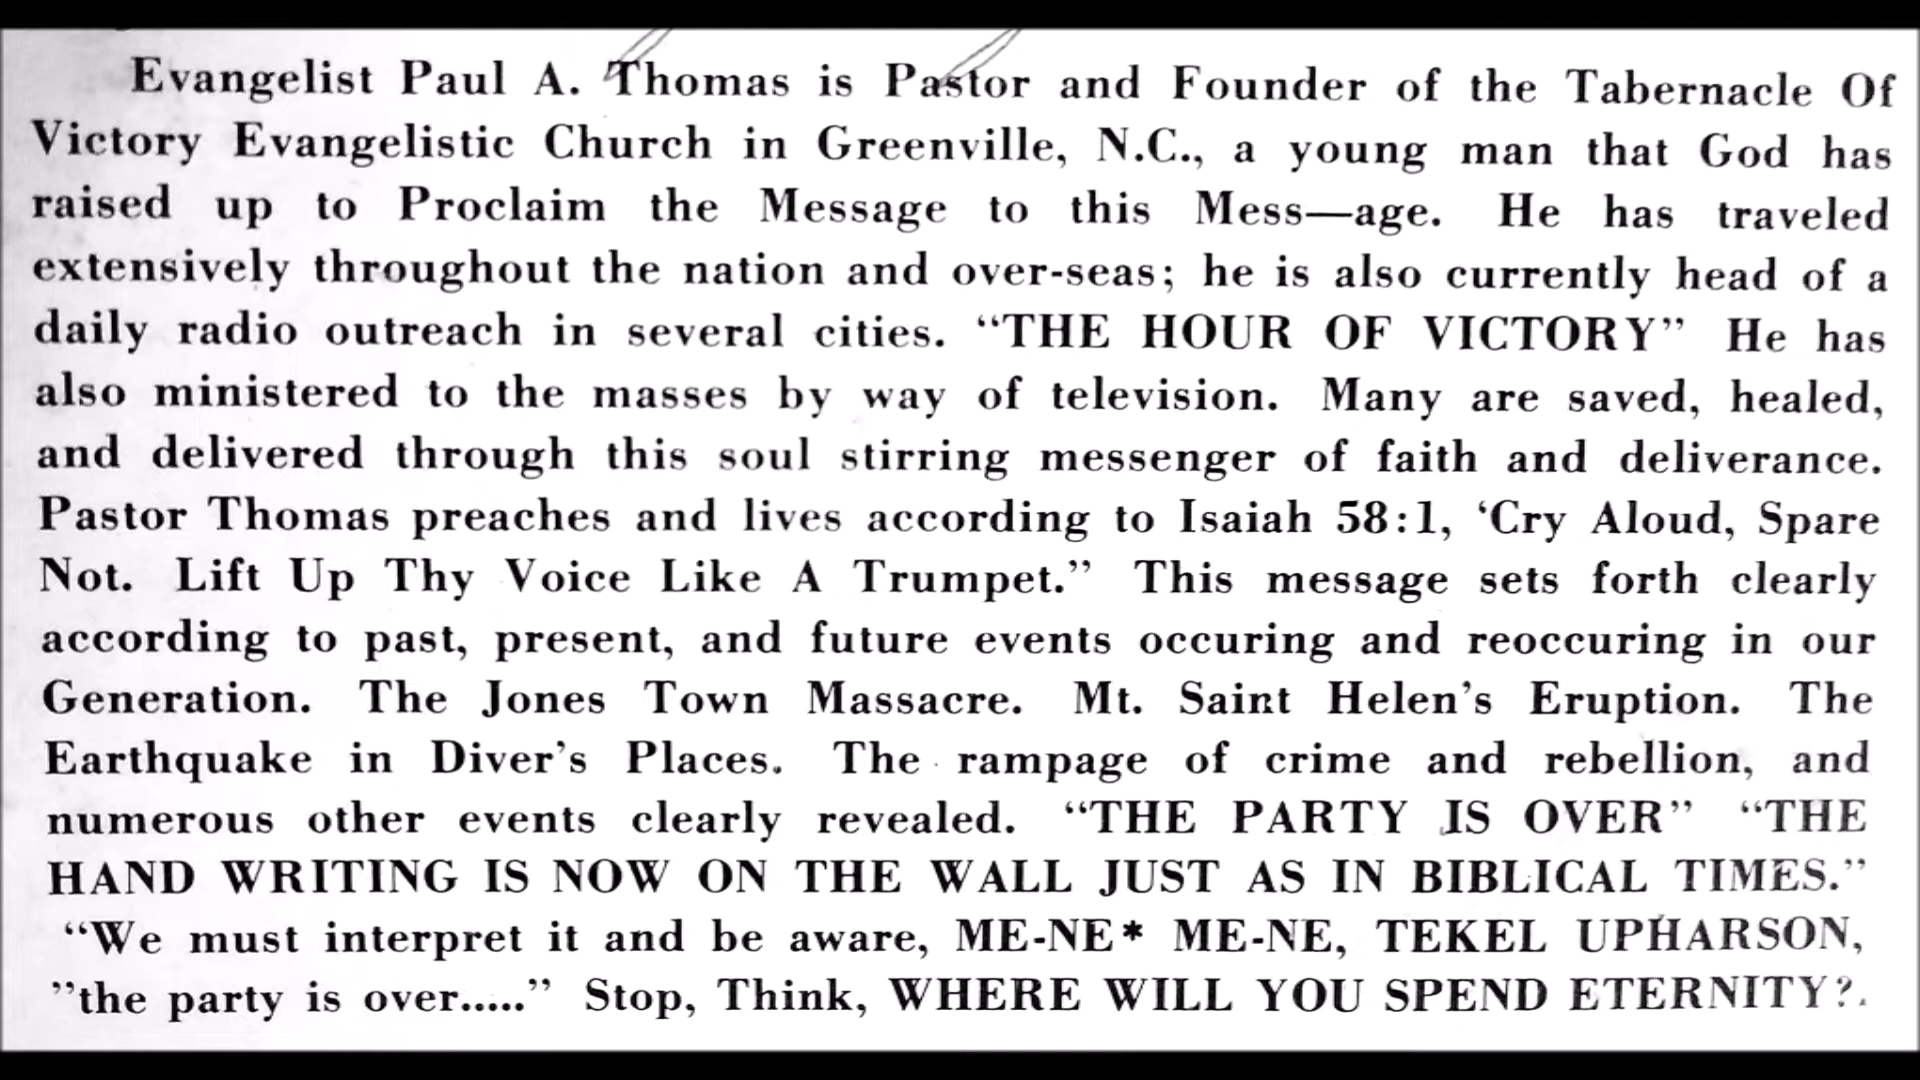 Evangelist Paul A. Thomas is Pastor and Founder of the Tabernacle Of
Victory Evangelistic Church in Greenville, N.C., a young man that God has
raised up to Proclaim the Message to this Mess—age. He has traveled
extensively throughout the nation and over-seas; he is also currently head of a
daily radio outreach in several cities. “THE HOUR OF VICTORY” He has
also ministered to the masses by way of television. Many are saved, healed,
and delivered through this soul stirring messenger of faith and deliverance.
Pastor Thomas preaches and lives according to Isaiah 58:1, ‘Cry Aloud, Spare
Not. Lift Up Thy Voice Like A Trumpet.” This message sets forth clearly
according to past, present, and future events occuring and reoccuring in our
Generation. The Jones Town Massacre. Mt. Saint Helen’s Eruption. The
Earthquake in Diver’s Places. The rampage of crime and rebellion, and
numerous other events clearly revealed. “THE PARTY IS OVER” “THE
HAND WRITING IS NOW ON THE WALL JUST AS IN BIBLICAL TIMES.”
“We must interpret it and be aware, ME-NE* ME-NE, TEKEL UPHARSON,
”the party is over.....” Stop, Think, WHERE WILL YOU SPEND ETERNITY?.